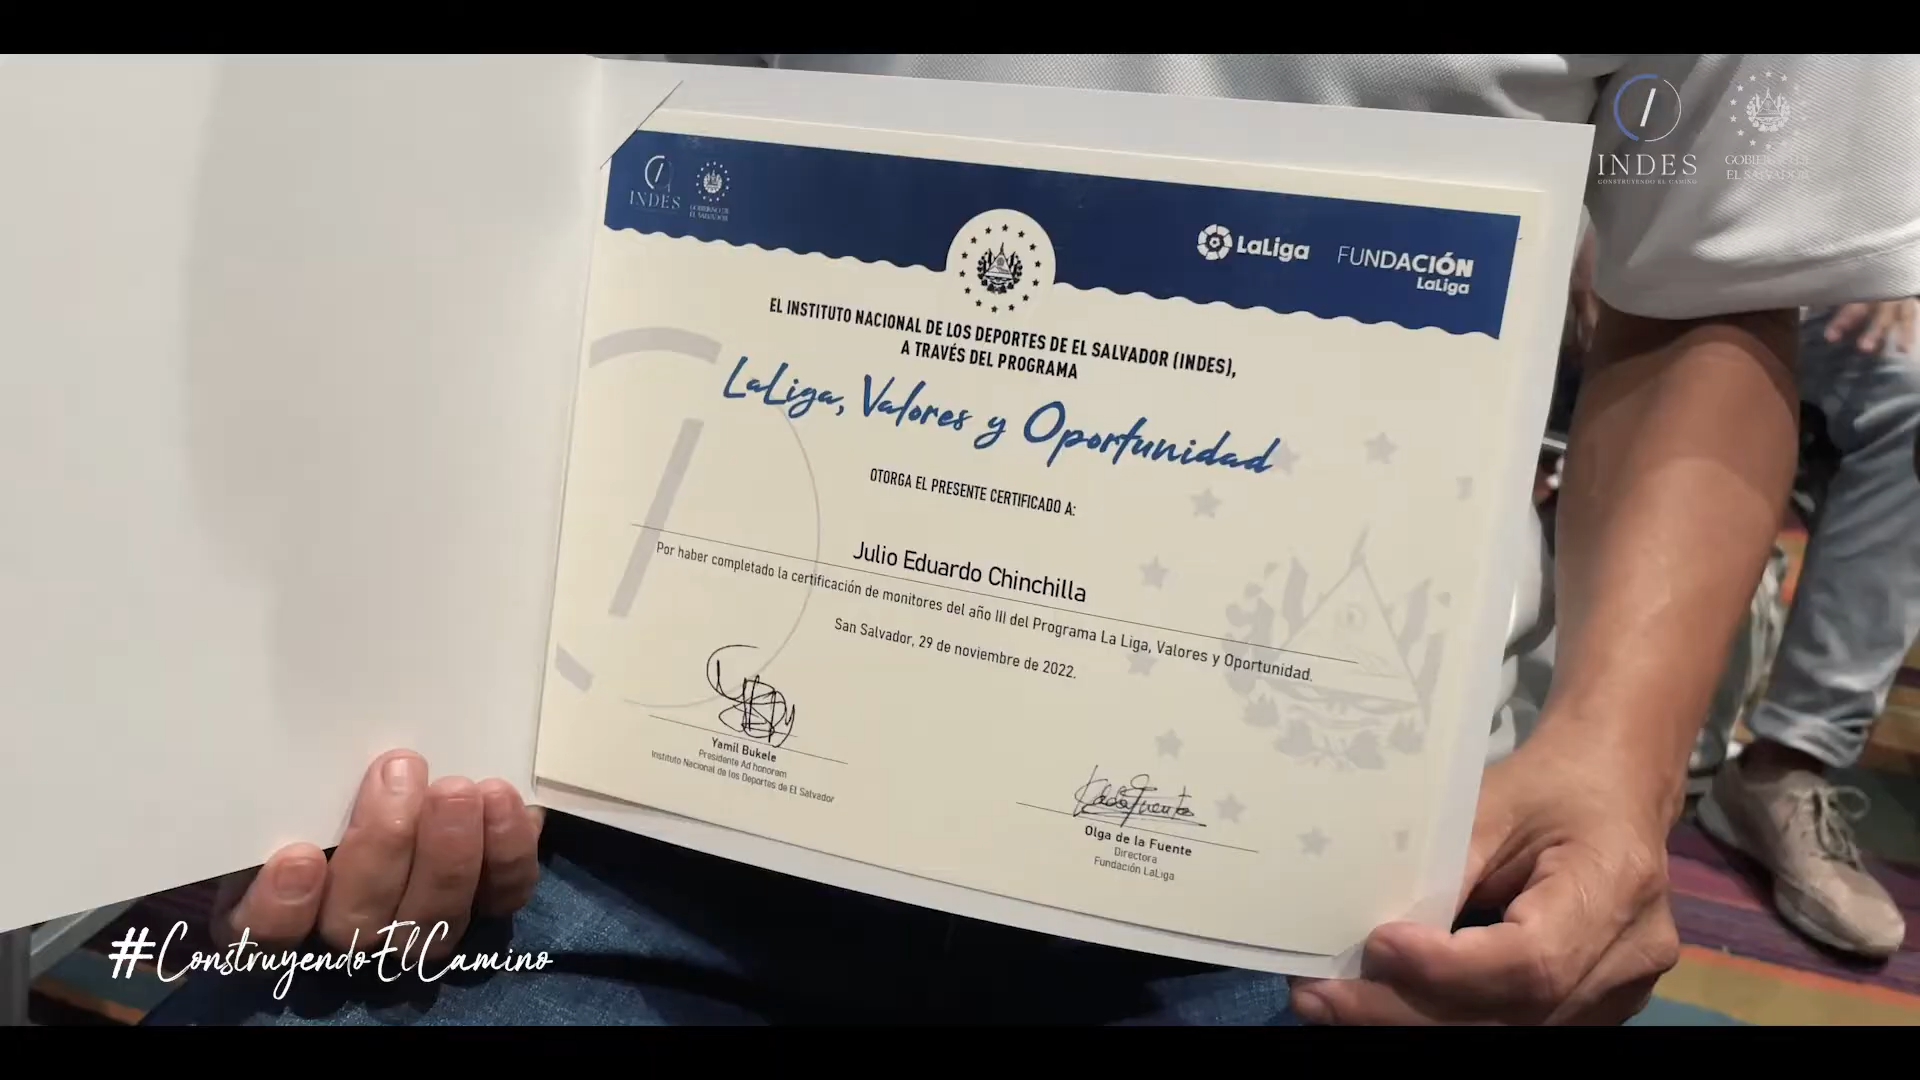 INDES
CONSTRUYENDO EL CAMINO
GOBIERNO DE
EL SALVADOR
INDES
GOBIERNO DE
EL SALVADOR
LaLiga
FUNDACIÓN
LaLiga
EL INSTITUTO NACIONAL DE LOS DEPORTES DE EL SALVADOR (INDES),
A TRAVÉS DEL PROGRAMA
LaLiga, Valores y Oportunidad
OTORGA EL PRESENTE CERTIFICADO A:
Julio Eduardo Chinchilla
Por haber completado la certificación de monitores del año III del Programa La Liga, Valores y Oportunidad.
San Salvador, 29 de noviembre de 2022.
Yamil Bukele
Presidente Ad honorem
Instituto Nacional de los Deportes de El Salvador
Olga de la Fuente
Directora
Fundación LaLiga
#ConstruyendoElCamino